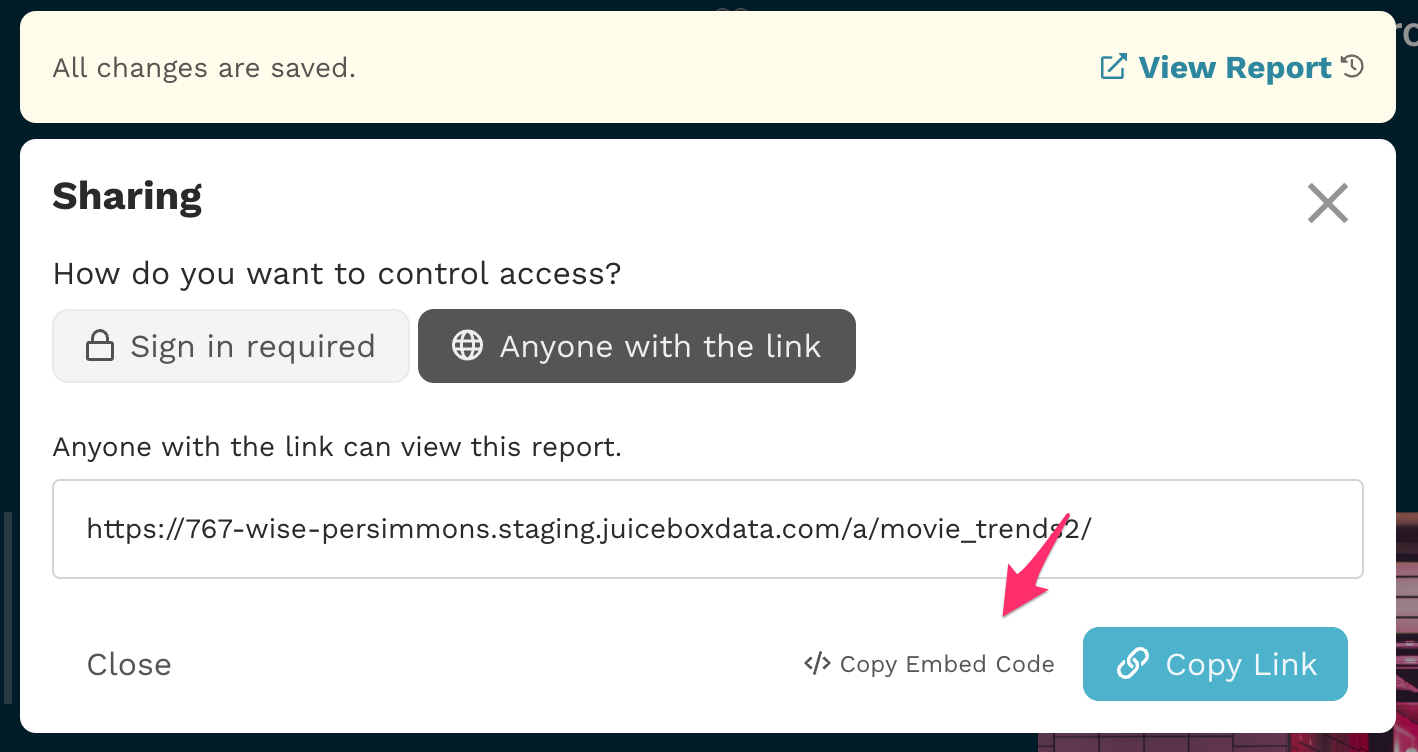 All changes are saved.
View Report
Sharing
How do you want to control access?
Sign in required
Anyone with the link
Anyone with the link can view this report.
https://767-wise-persimmons.staging.juiceboxdata.com/a/movie_trends2/
Close
</> Copy Embed Code
Copy Link